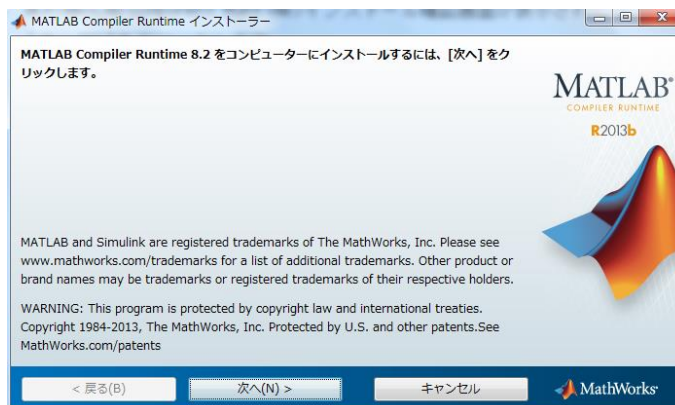 MATLAB Compiler Runtime インストーラー
MATLAB Compiler Runtime 8.2 をコンピューターにインストールするには、[次へ] をク
リックします。
MATLAB®
COMPILER RUNTIME
R2013b
MATLAB and Simulink are registered trademarks of The MathWorks, Inc. Please see
www.mathworks.com/trademarks for a list of additional trademarks. Other product or
brand names may be trademarks or registered trademarks of their respective holders.
WARNING: This program is protected by copyright law and international treaties.
Copyright 1984-2013, The MathWorks, Inc. Protected by U.S. and other patents.See
MathWorks.com/patents
< 戻る(B)
次へ(N) >
キャンセル
MathWorks®